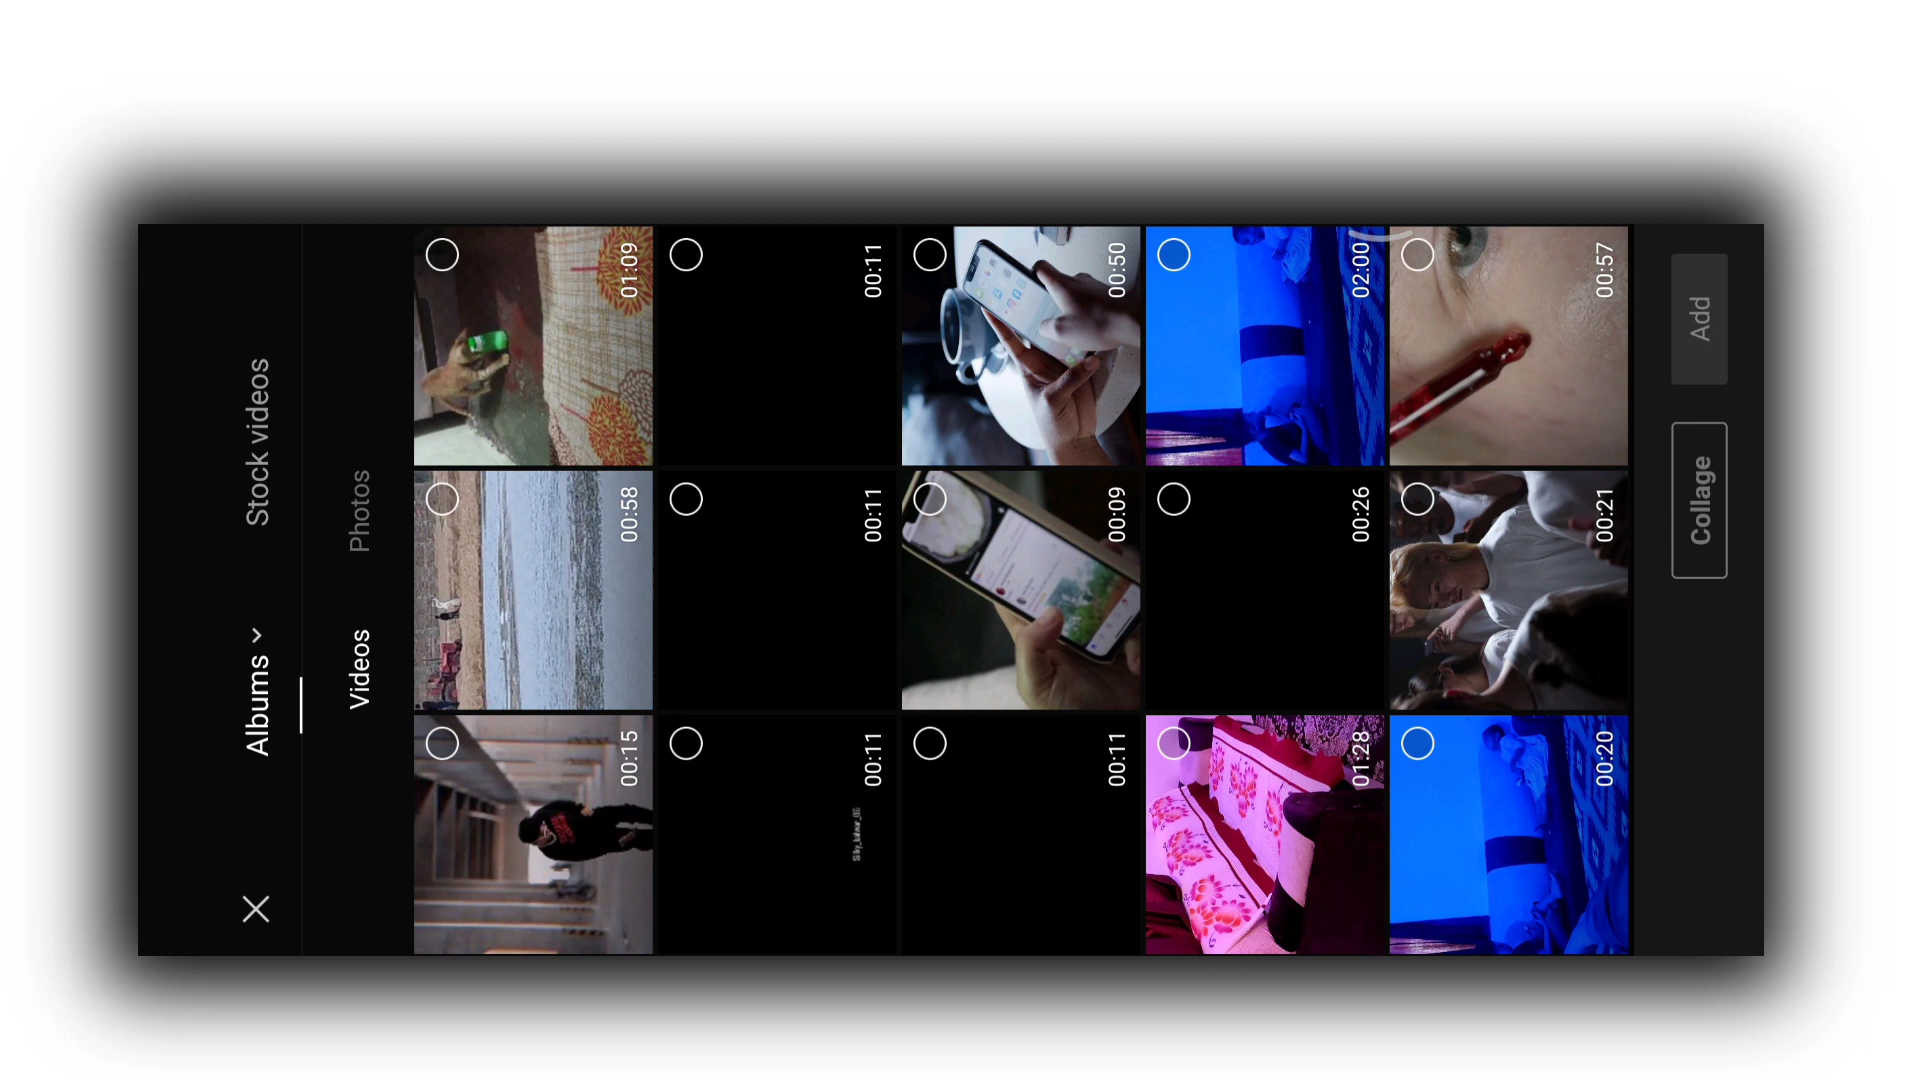 Albums Stock videos
Videos Photos
00:15 00:58 01:09
00:11 00:11 00:11
00:11 00:09 00:50
01:28 00:26 02:00
00:20 00:21 00:57
Collage Add